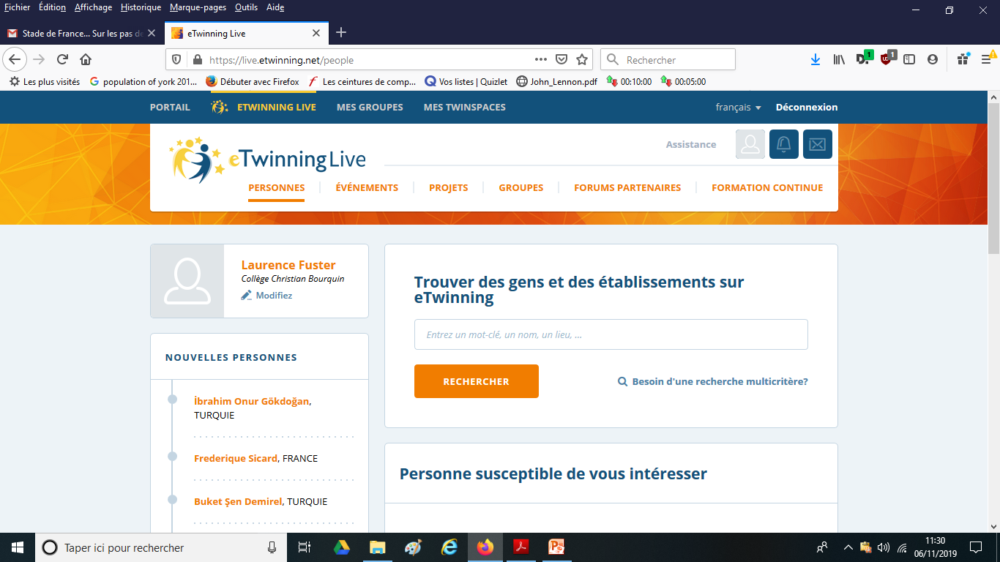 Fichier Édition Affichage Historique Marque-pages Outils Aide
Stade de France... Sur les pas de
eTwinning Live
https://live.etwinning.net/people
Rechercher
1
1
Les plus visités
population of york 201...
Débuter avec Firefox
Les ceintures de comp...
Vos listes | Quizlet
John_Lennon.pdf
00:10:00
00:05:00
PORTAIL
ETWINNING LIVE
MES GROUPES
MES TWINSPACES
français
Déconnexion
eTwinning Live
Assistance
PERSONNES
ÉVÉNEMENTS
PROJETS
GROUPES
FORUMS PARTENAIRES
FORMATION CONTINUE
Laurence Fuster
Collège Christian Bourquin
Modifiez
NOUVELLES PERSONNES
İbrahim Onur Gökdoğan,
TURQUIE
Frederique Sicard, FRANCE
Buket Şen Demirel, TURQUIE
Trouver des gens et des établissements sur
eTwinning
Entrez un mot-clé, un nom, un lieu, ...
RECHERCHER
Besoin d'une recherche multicritère?
Personne susceptible de vous intéresser
Taper ici pour rechercher
11:30
06/11/2019